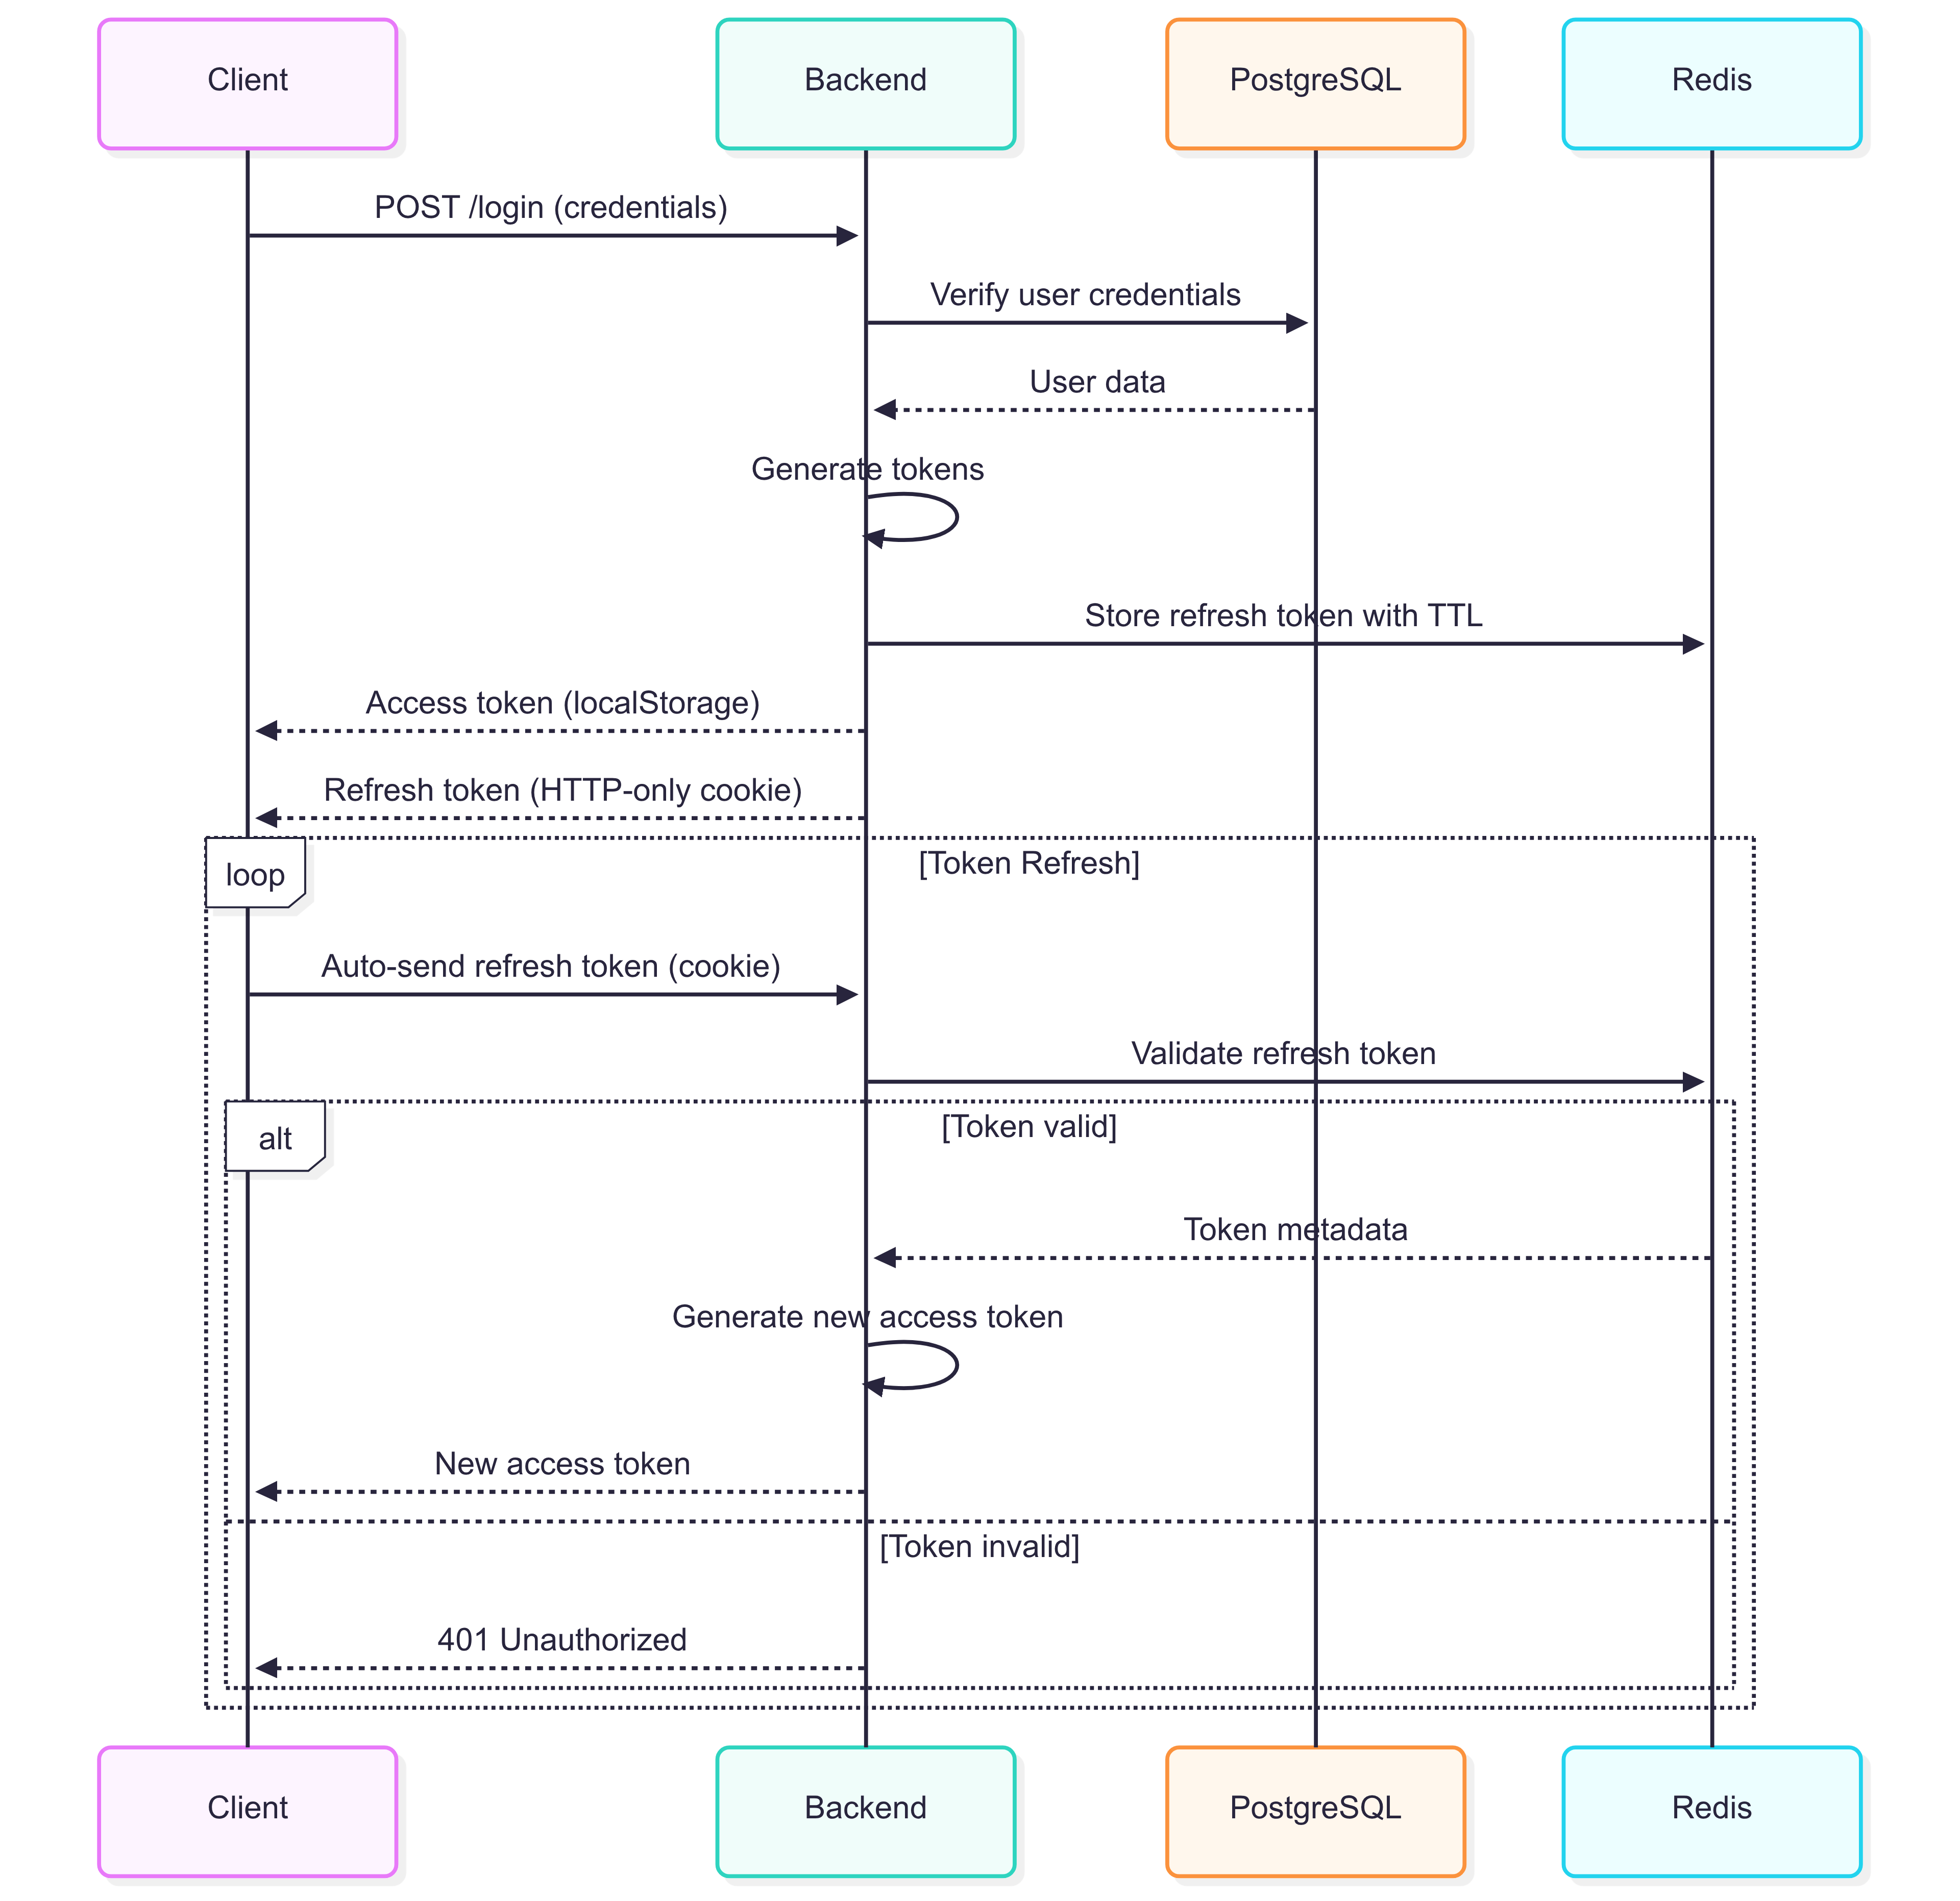 Client
Backend
PostgreSQL
Redis
POST /login (credentials)
Verify user credentials
User data
Generate tokens
Store refresh token with TTL
Access token (localStorage)
Refresh token (HTTP-only cookie)
loop
[Token Refresh]
Auto-send refresh token (cookie)
Validate refresh token
alt
[Token valid]
Token metadata
Generate new access token
New access token
[Token invalid]
401 Unauthorized
Client
Backend
PostgreSQL
Redis